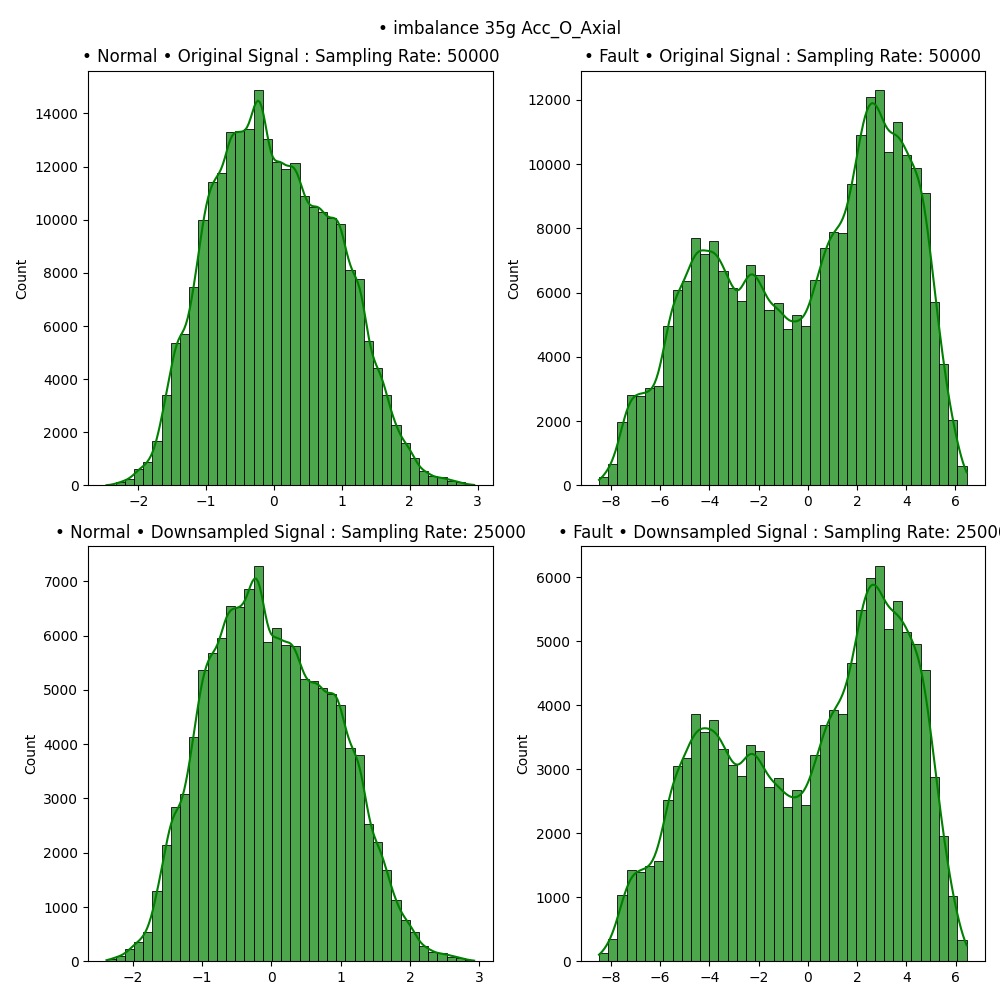 • imbalance 35g Acc_O_Axial
• Normal • Original Signal : Sampling Rate: 50000
Count
14000
12000
10000
8000
6000
4000
2000
0
−2 −1 0 1 2 3
• Fault • Original Signal : Sampling Rate: 50000
Count
12000
10000
8000
6000
4000
2000
0
−8 −6 −4 −2 0 2 4 6
• Normal • Downsampled Signal : Sampling Rate: 25000
Count
7000
6000
5000
4000
3000
2000
1000
0
−2 −1 0 1 2 3
• Fault • Downsampled Signal : Sampling Rate: 2500
Count
6000
5000
4000
3000
2000
1000
0
−8 −6 −4 −2 0 2 4 6